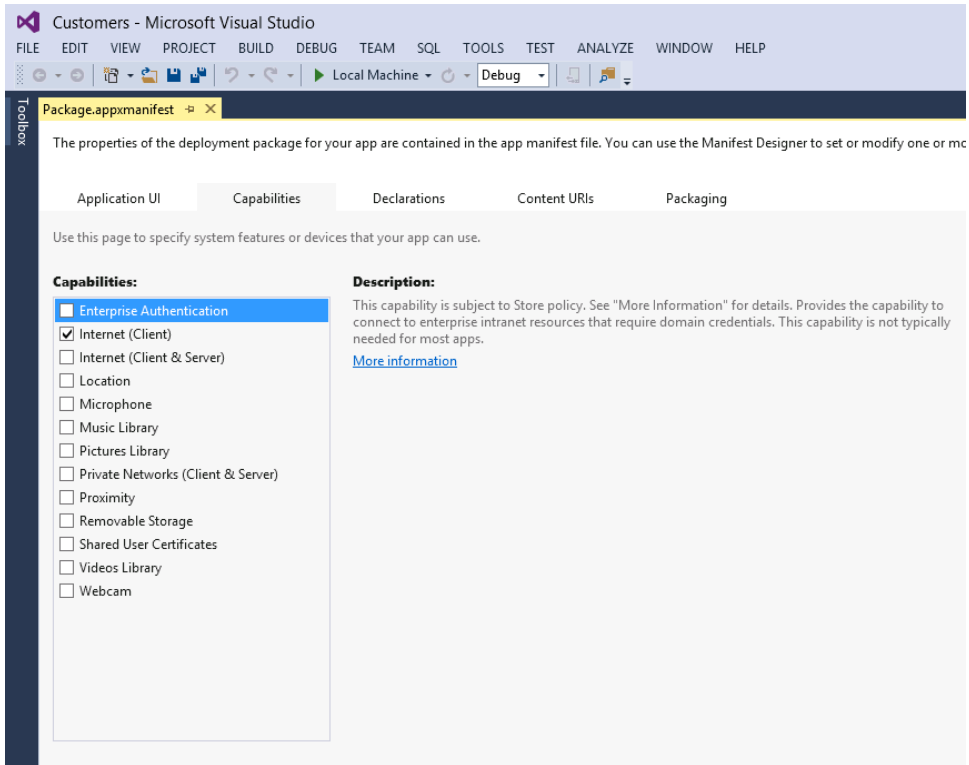 Customers - Microsoft Visual Studio
FILE EDIT VIEW PROJECT BUILD DEBUG TEAM SQL TOOLS TEST ANALYZE WINDOW HELP
Local Machine Debug
Toolbox
Package.appxmanifest
The properties of the deployment package for your app are contained in the app manifest file. You can use the Manifest Designer to set or modify one or mo
Application UI Capabilities Declarations Content URIs Packaging
Use this page to specify system features or devices that your app can use.
Capabilities:
Enterprise Authentication
Internet (Client)
Internet (Client & Server)
Location
Microphone
Music Library
Pictures Library
Private Networks (Client & Server)
Proximity
Removable Storage
Shared User Certificates
Videos Library
Webcam
Description:
This capability is subject to Store policy. See "More Information" for details. Provides the capability to
connect to enterprise intranet resources that require domain credentials. This capability is not typically
needed for most apps.
More information